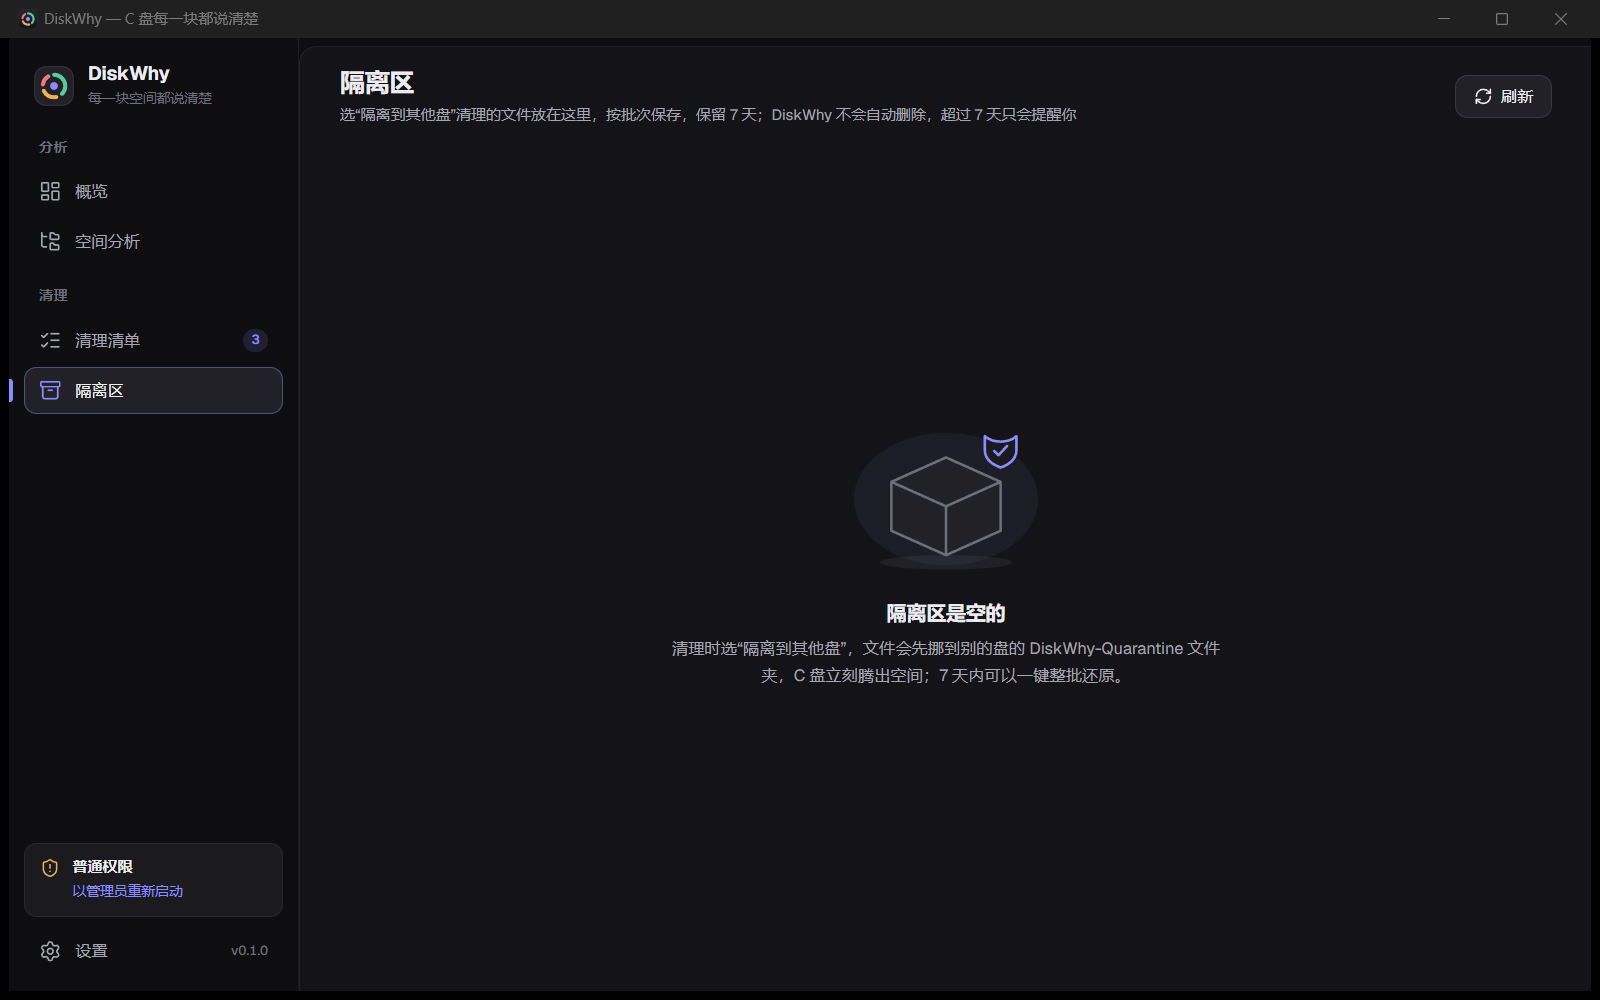 DiskWhy — C 盘每一块都说清楚
DiskWhy
每一块空间都说清楚
分析
概览
空间分析
清理
清理清单
3
隔离区
普通权限
以管理员重新启动
设置
v0.1.0
隔离区
选“隔离到其他盘”清理的文件放在这里，按批次保存，保留 7 天；DiskWhy 不会自动删除，超过 7 天只会提醒你
刷新
隔离区是空的
清理时选“隔离到其他盘”，文件会先挪到别的盘的 DiskWhy-Quarantine 文件
夹，C 盘立刻腾出空间；7 天内可以一键整批还原。